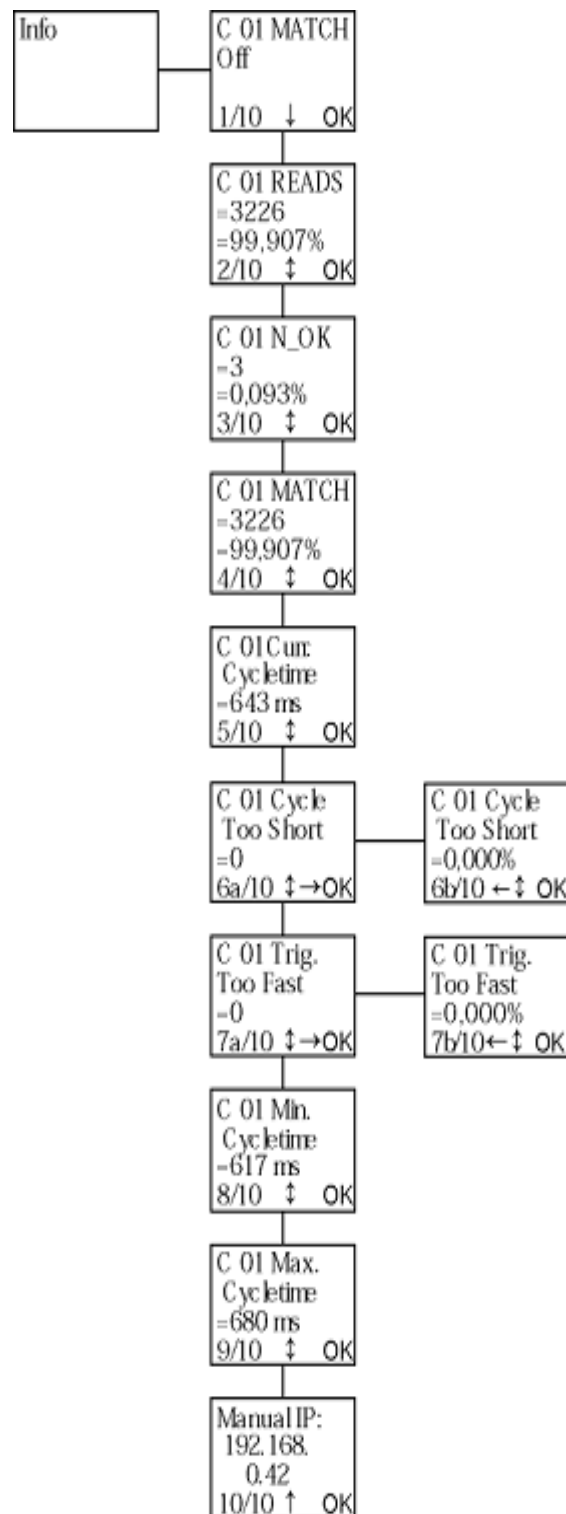 Info
C 01 MATCH
Off
1/10 ↓ OK
C 01 READS
=3226
=99,907%
2/10 ↕ OK
C 01 N_OK
=3
=0,093%
3/10 ↕ OK
C 01 MATCH
=3226
=99,907%
4/10 ↕ OK
C 01 Curr.
Cycletime
=643 ms
5/10 ↕ OK
C 01 Cycle
Too Short
=0
6a/10 ↕→OK
C 01 Cycle
Too Short
=0,000%
6b/10 ←↕ OK
C 01 Trig.
Too Fast
=0
7a/10 ↕→OK
C 01 Trig.
Too Fast
=0,000%
7b/10←↕ OK
C 01 Min.
Cycletime
=617 ms
8/10 ↕ OK
C 01 Max.
Cycletime
=680 ms
9/10 ↕ OK
Manual IP:
192.168.
0.42
10/10 ↑ OK